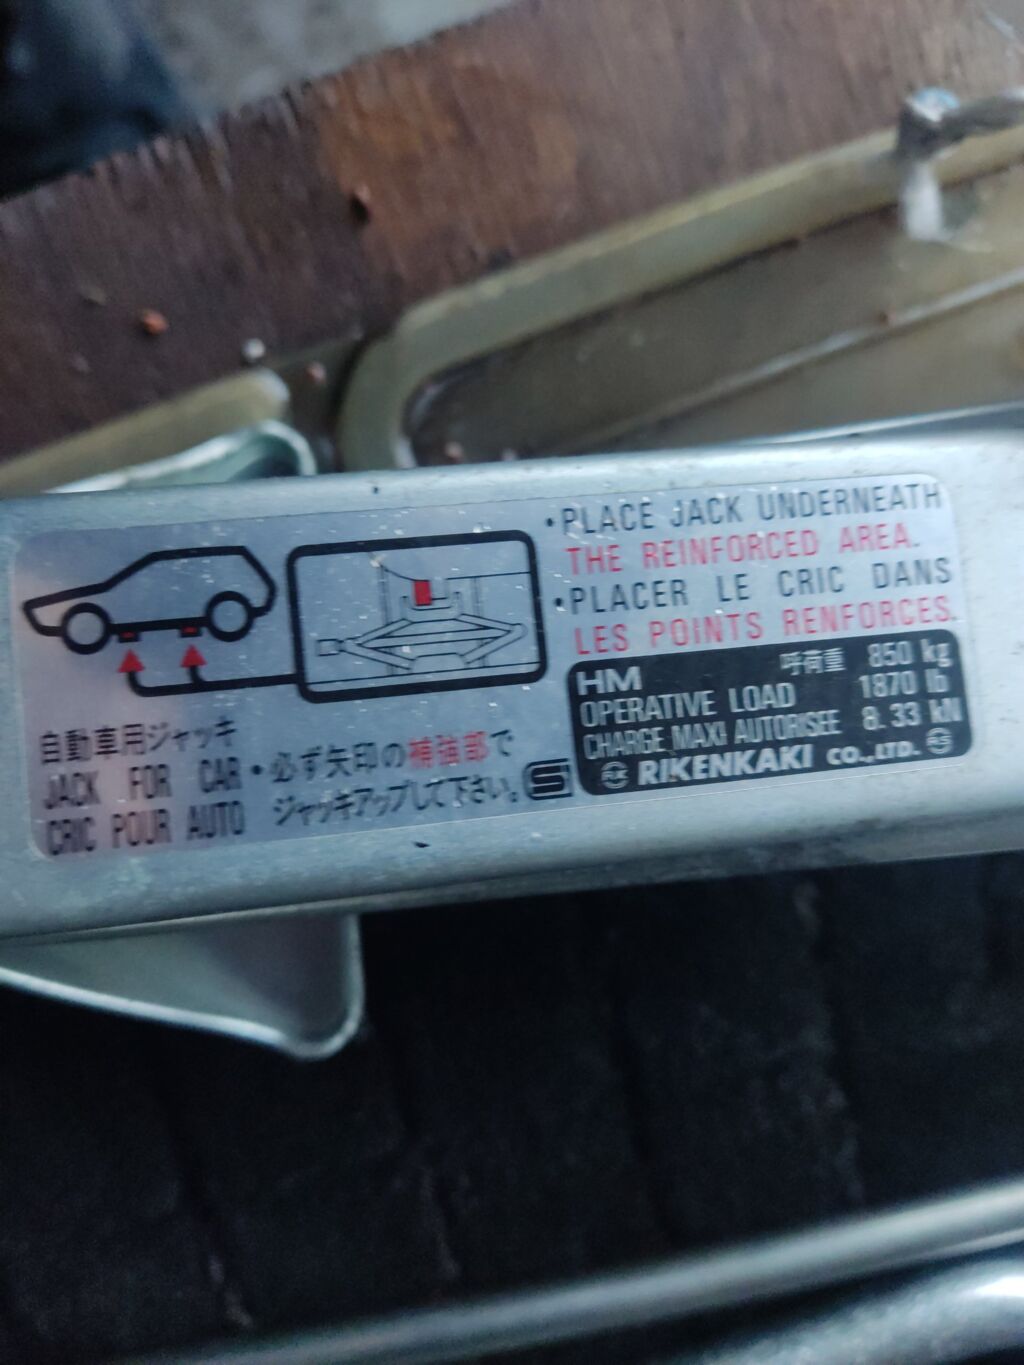 ・PLACE JACK UNDERNEATH
THE REINFORCED AREA.
・PLACER LE CRIC DANS
LES POINTS RENFORCES.
自動車用ジャッキ
JACK FOR CAR
CRIC POUR AUTO
・必ず矢印の補強部で
ジャッキアップして下さい。
HM 呼荷重 850 kg
OPERATIVE LOAD 1870 lb
CHARGE MAXI AUTORISEE 8.33 kN
RIKENKAKI CO.,LTD.